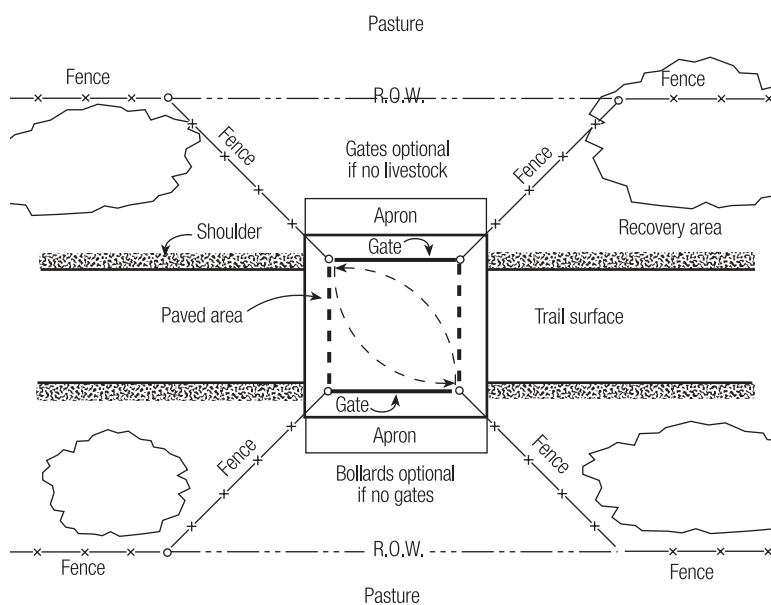 Pasture
Fence
Fence
R.O.W.
Fence
Fence
Gates optional
if no livestock
Apron
Recovery area
Shoulder
Gate
Paved area
Trail surface
Gate
Apron
Fence
Fence
Bollards optional
if no gates
R.O.W.
Fence
Fence
Pasture